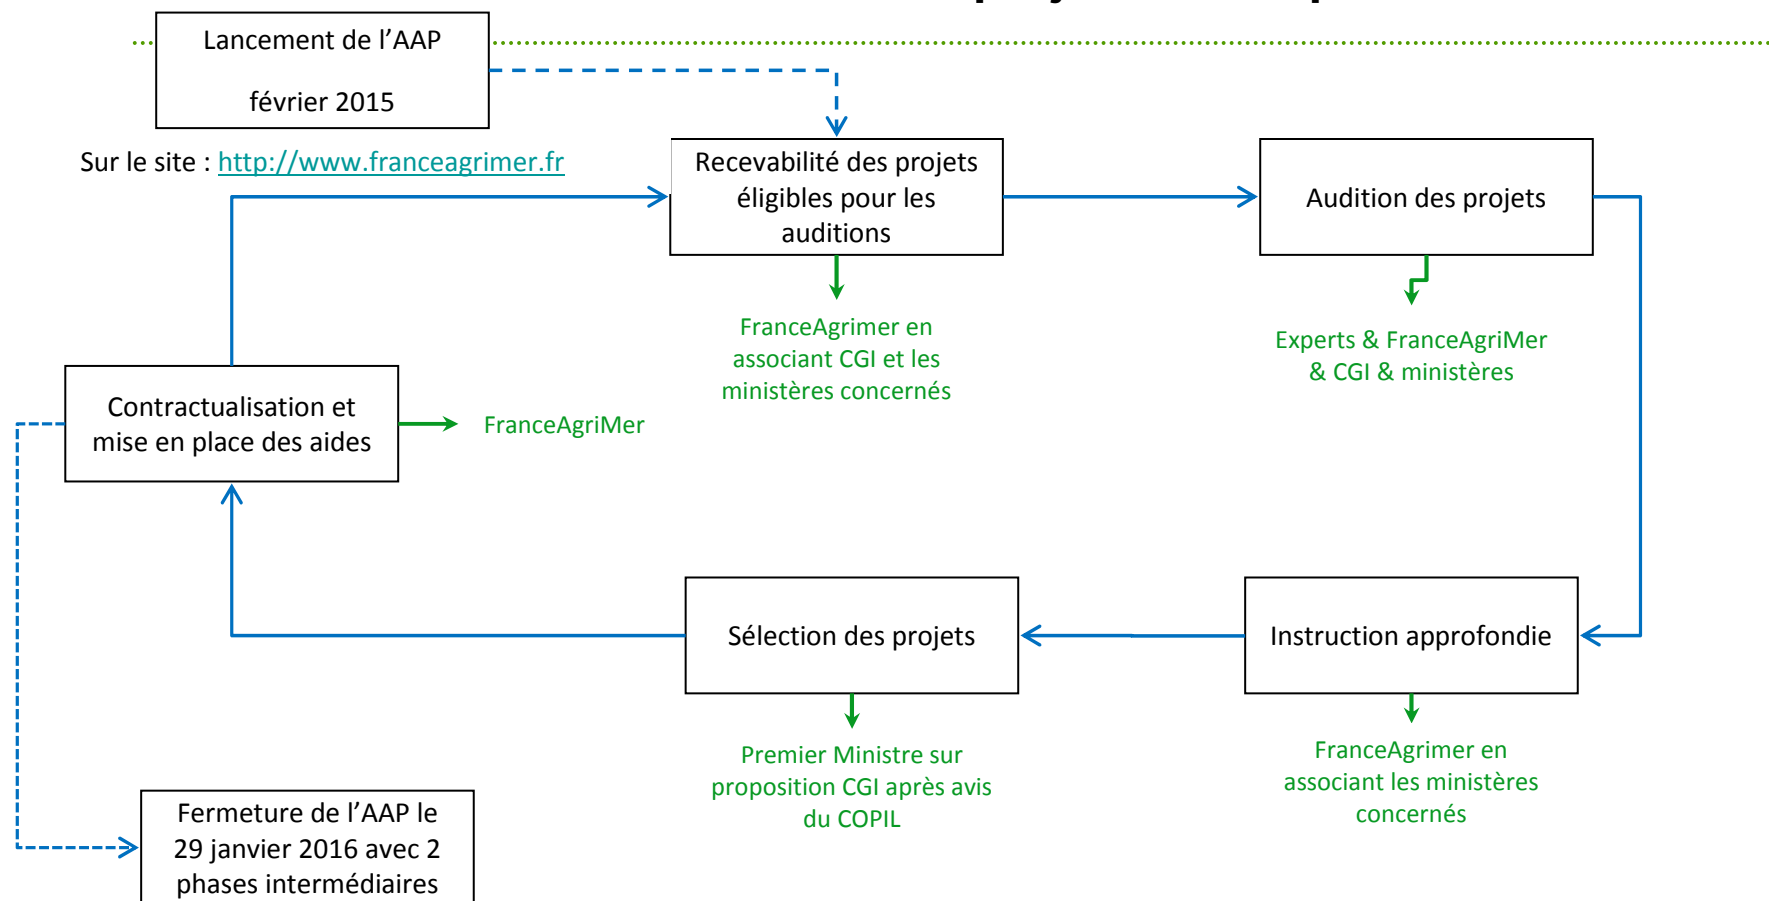 Lancement de l’AAP
février 2015
Sur le site : http://www.franceagrimer.fr
Recevabilité des projets
éligibles pour les
auditions
Audition des projets
FranceAgrimer en
associant CGI et les
ministères concernés
Experts & FranceAgriMer
& CGI & ministères
Contractualisation et
mise en place des aides
FranceAgriMer
Sélection des projets
Instruction approfondie
Premier Ministre sur
proposition CGI après avis
du COPIL
FranceAgrimer en
associant les ministères
concernés
Fermeture de l’AAP le
29 janvier 2016 avec 2
phases intermédiaires